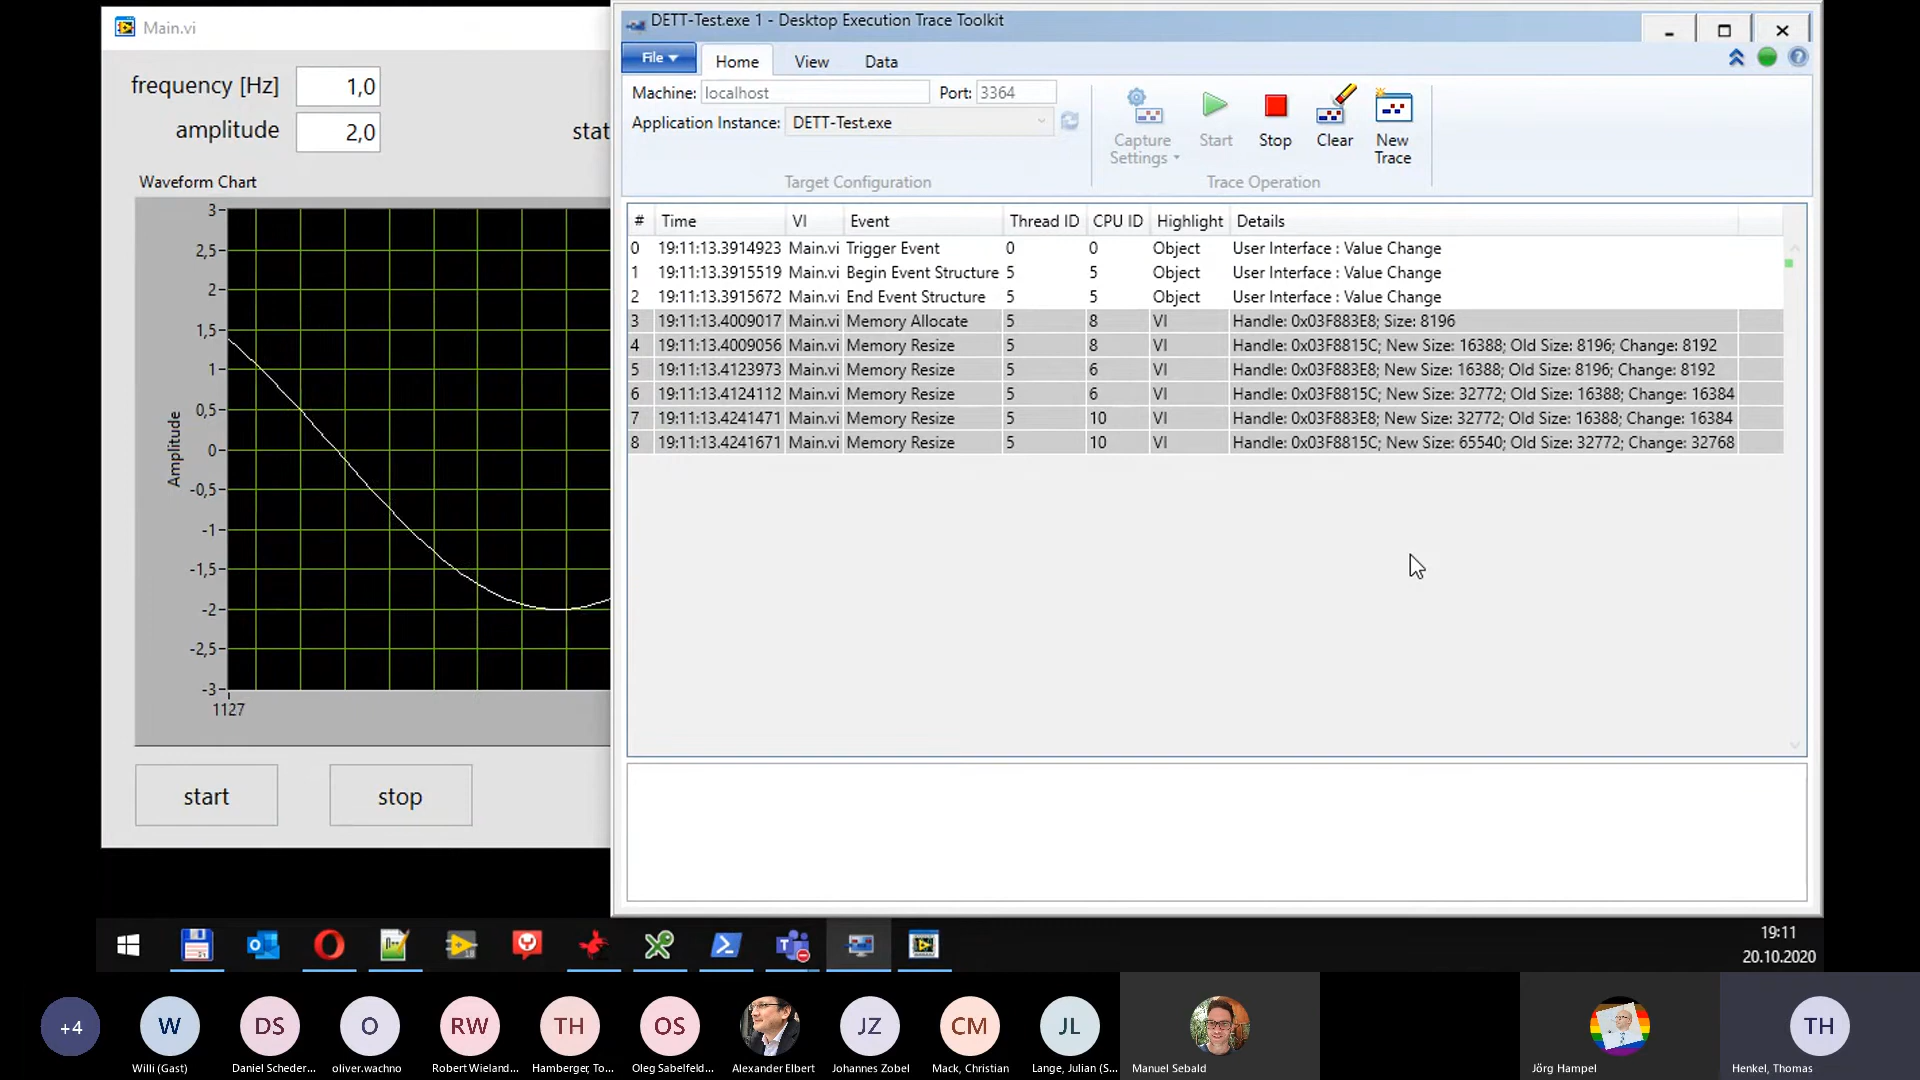 Main.vi
frequency [Hz] 1,0
amplitude 2,0
stat
Waveform Chart
3
2,5
2
1,5
1
0,5
0
-0,5
-1
-1,5
-2
-2,5
-3
Amplitude
1127
start stop
DETT-Test.exe 1 - Desktop Execution Trace Toolkit
File Home View Data
Machine: localhost Port: 3364
Application Instance: DETT-Test.exe
Target Configuration
Capture Settings
Start
Stop
Clear
New Trace
Trace Operation
# Time VI Event Thread ID CPU ID Highlight Details
0 19:11:13.3914923 Main.vi Trigger Event 0 0 Object User Interface : Value Change
1 19:11:13.3915519 Main.vi Begin Event Structure 5 5 Object User Interface : Value Change
2 19:11:13.3915672 Main.vi End Event Structure 5 5 Object User Interface : Value Change
3 19:11:13.4009017 Main.vi Memory Allocate 5 8 VI Handle: 0x03F883E8; Size: 8196
4 19:11:13.4009056 Main.vi Memory Resize 5 8 VI Handle: 0x03F8815C; New Size: 16388; Old Size: 8196; Change: 8192
5 19:11:13.4123973 Main.vi Memory Resize 5 6 VI Handle: 0x03F883E8; New Size: 16388; Old Size: 8196; Change: 8192
6 19:11:13.4124112 Main.vi Memory Resize 5 6 VI Handle: 0x03F8815C; New Size: 32772; Old Size: 16388; Change: 16384
7 19:11:13.4241471 Main.vi Memory Resize 5 10 VI Handle: 0x03F883E8; New Size: 32772; Old Size: 16388; Change: 16384
8 19:11:13.4241671 Main.vi Memory Resize 5 10 VI Handle: 0x03F8815C; New Size: 65540; Old Size: 32772; Change: 32768
19:11
20.10.2020
+4 W DS O RW TH OS JZ CM JL TH
Willi (Gast) Daniel Scheder... oliver.wachno Robert Wieland... Hamberger, To... Oleg Sabelfeld... Alexander Elbert Johannes Zobel Mack, Christian Lange, Julian (S... Manuel Sebald Jörg Hampel Henkel, Thomas